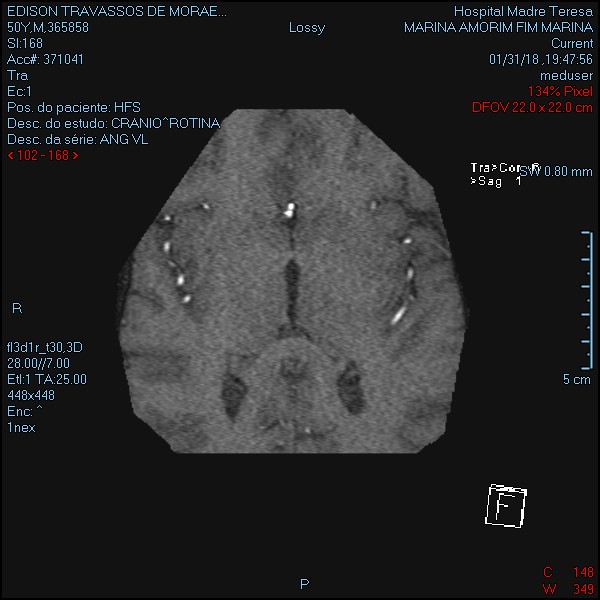 EDISON TRAVASSOS DE MORAE...
50Y,M,365858
Sl:168
Acc#: 371041
Tra
Ec:1
Pos. do paciente: HFS
Desc. do estudo: CRANIO^ROTINA
Desc. da série: ANG VL
< 102 - 168 >
Lossy
Hospital Madre Teresa
MARINA AMORIM FIM MARINA
Current
01/31/18 ,19:47:56
meduser
134% Pixel
DFOV 22.0 x 22.0 cm
Tra>Cor
SW 0.80 mm
>Sag 1
R
fl3d1r_t30,3D
28.00//7.00
Etl:1 TA:25.00
448x448
Enc: ^
1nex
5 cm
F
P
C 148
W 349